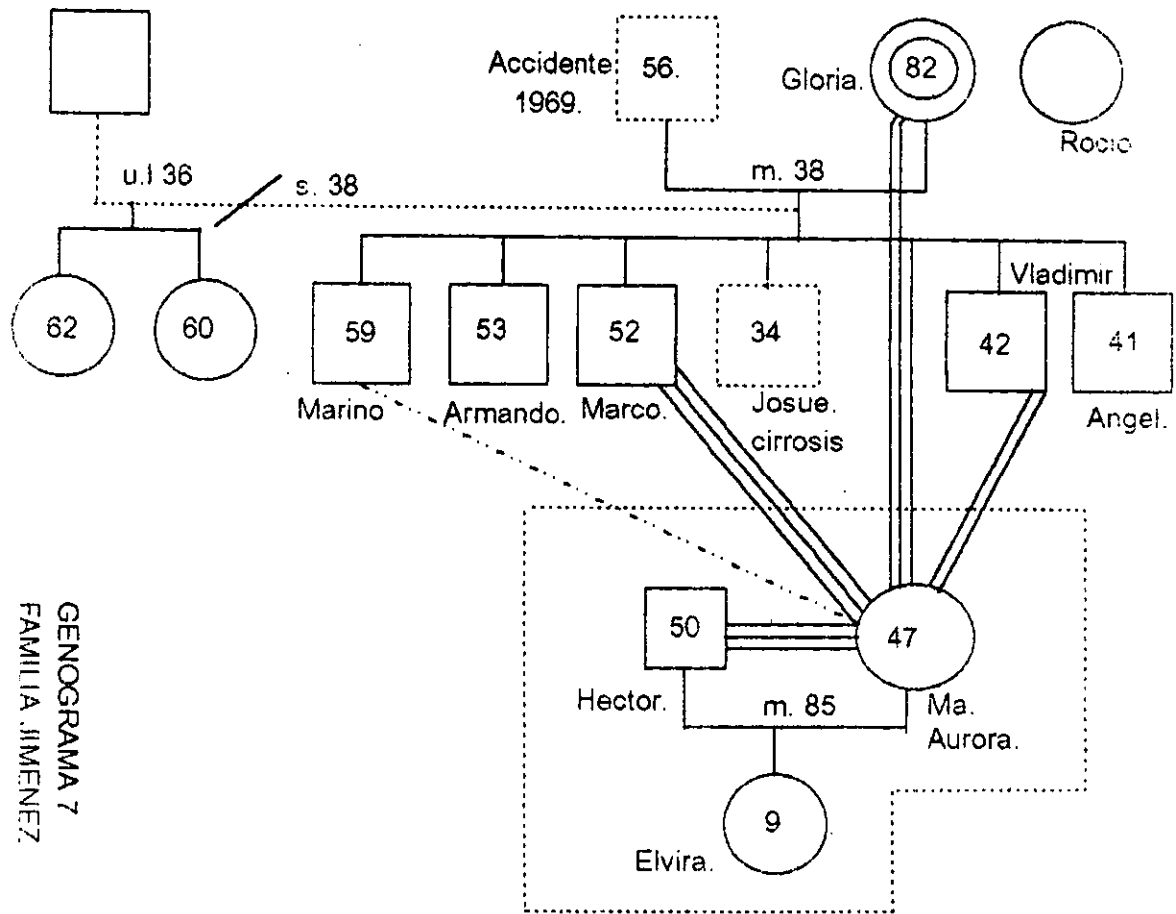 Accidente
1969.
56.
Gloria.
82
Rocio
u.l 36
s. 38
m. 38
Vladimir
62
60
59
53
52
34
42
41
Marino
Armando.
Marco.
Josue.
cirrosis
Angel.
50
47
Hector.
m. 85
Ma.
Aurora.
9
Elvira.
GENOGRAMA 7
FAMILIA JIMENEZ